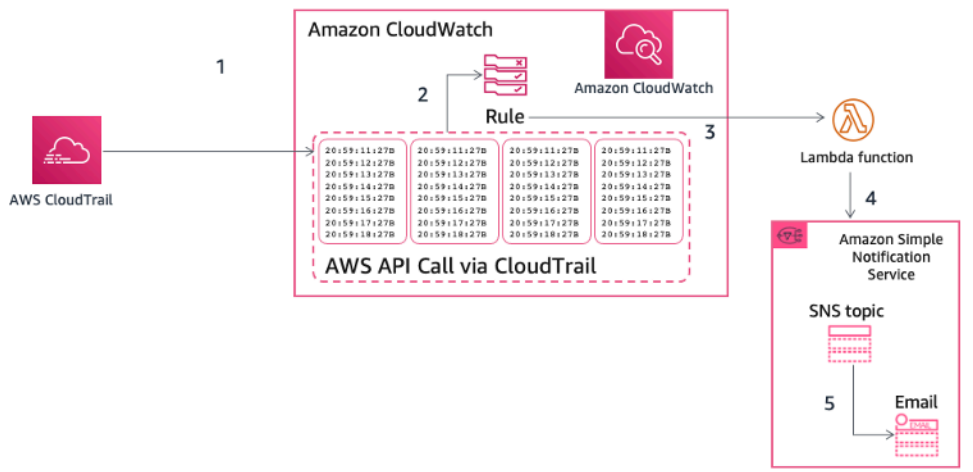 Amazon CloudWatch
1
2
Amazon CloudWatch
Rule
3
20:59:11:27B 20:59:11:27B 20:59:11:27B 20:59:11:27B
20:59:12:27B 20:59:12:27B 20:59:12:27B 20:59:12:27B
20:59:13:27B 20:59:13:27B 20:59:13:27B 20:59:13:27B
20:59:14:27B 20:59:14:27B 20:59:14:27B 20:59:14:27B
20:59:15:27B 20:59:15:27B 20:59:15:27B 20:59:15:27B
20:59:16:27B 20:59:16:27B 20:59:16:27B 20:59:16:27B
20:59:17:27B 20:59:17:27B 20:59:17:27B 20:59:17:27B
20:59:18:27B 20:59:18:27B 20:59:18:27B 20:59:18:27B
AWS API Call via CloudTrail
AWS CloudTrail
Lambda function
4
Amazon Simple
Notification
Service
SNS topic
5
Email
EMAIL